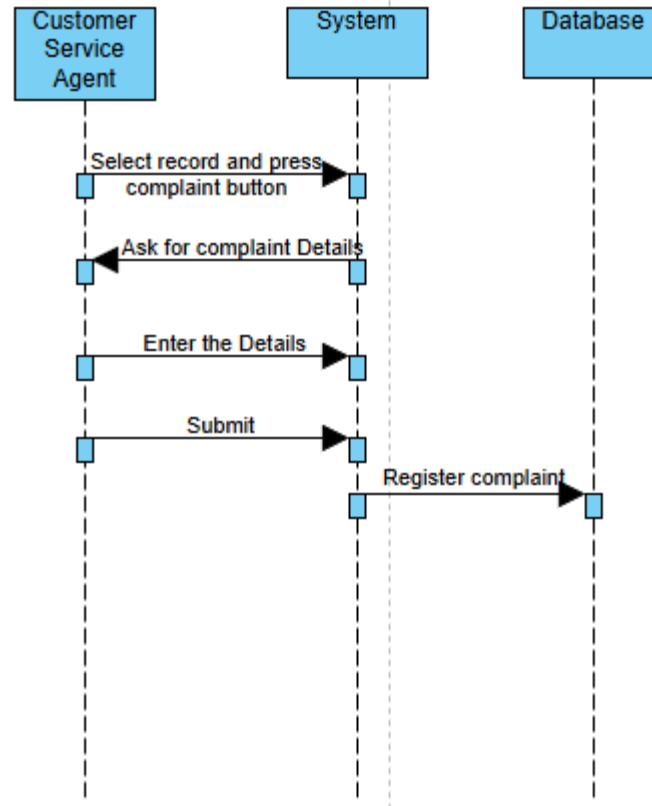 Customer
Service
Agent
System
Database
Select record and press
complaint button
Ask for complaint Details
Enter the Details
Submit
Register complaint